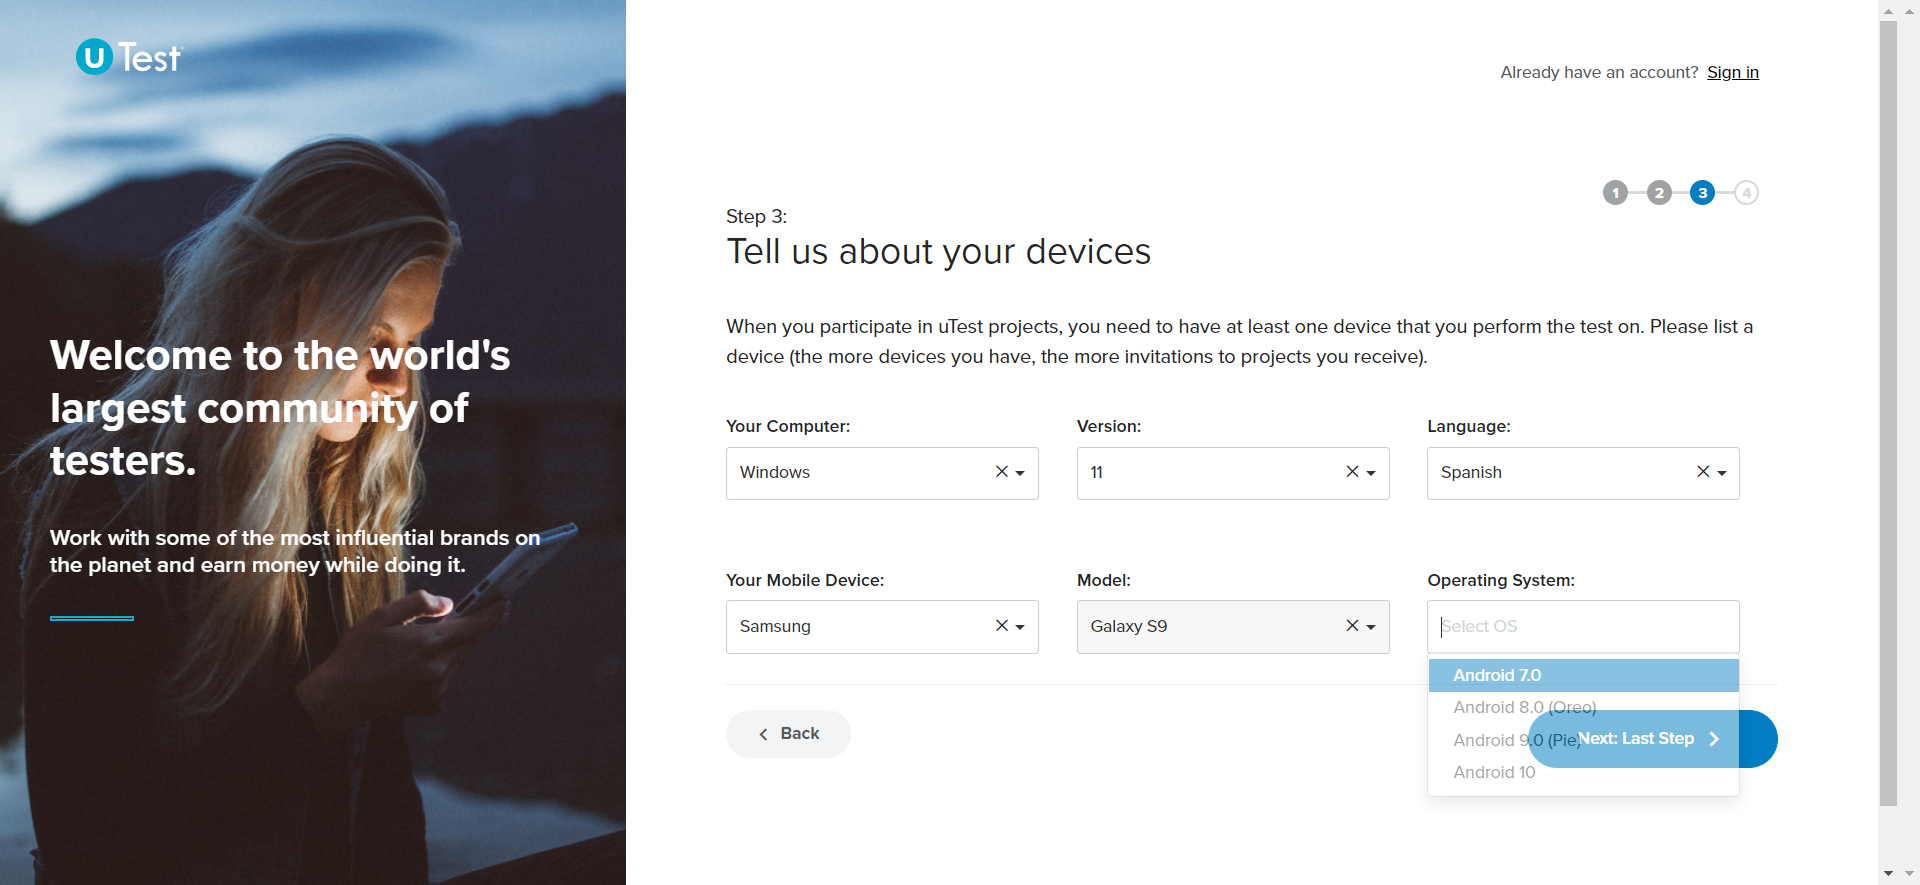 U Test
Already have an account? Sign in
1 2 3 4
Step 3:
Tell us about your devices
When you participate in uTest projects, you need to have at least one device that you perform the test on. Please list a
device (the more devices you have, the more invitations to projects you receive).
Welcome to the world's
largest community of
testers.
Work with some of the most influential brands on
the planet and earn money while doing it.
Your Computer: Version: Language:
Windows 11 Spanish
Your Mobile Device: Model: Operating System:
Samsung Galaxy S9 Select OS
Android 7.0
Android 8.0 (Oreo)
Android 9.0 (Pie)
Android 10
Back
Next: Last Step